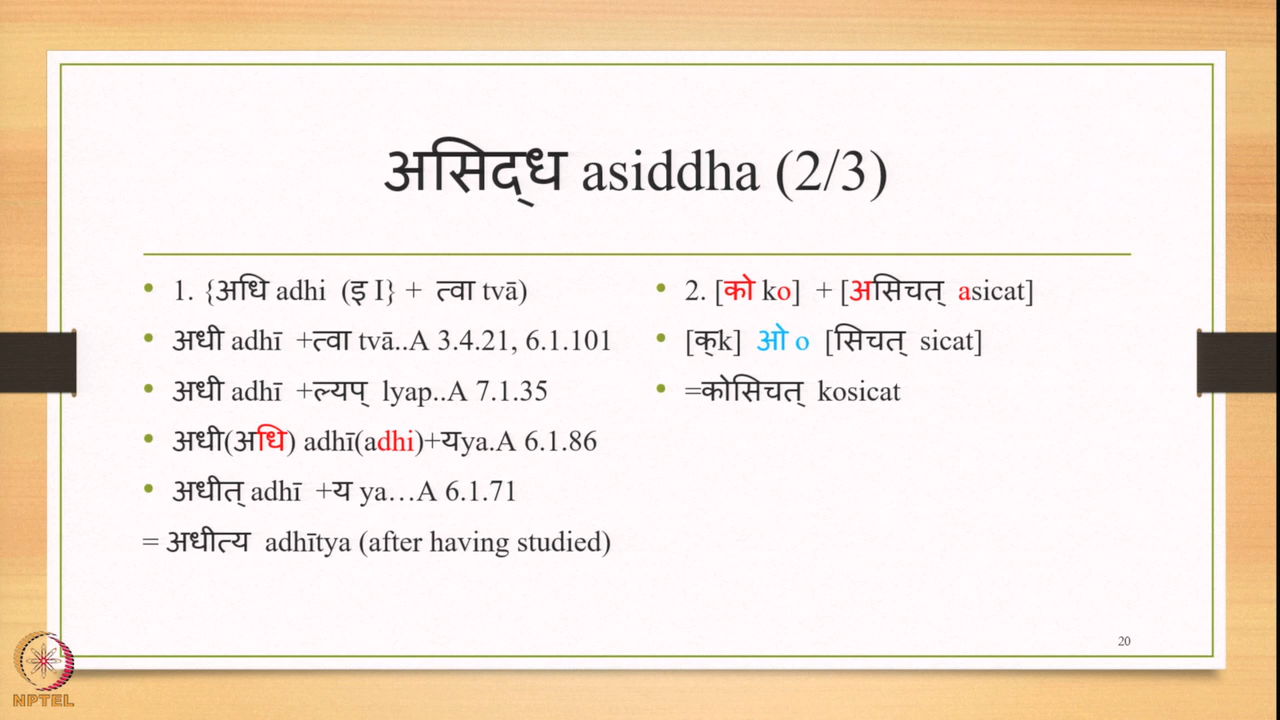 असिद्‌ध asiddha (2/3)
• 1. {अधि adhi (इ I} + त्वा tvā)
• अधी adhī +त्वा tvā..A 3.4.21, 6.1.101
• अधी adhī +ल्यप् lyap..A 7.1.35
• अधी(अधि) adhī(adhi)+यya.A 6.1.86
• अधीत् adhī +य ya…A 6.1.71
= अधीत्य adhītya (after having studied)
• 2. [को ko] + [असिचत् asicat]
• [क्k] ओ o [सिचत् sicat]
• =कोसिचत् kosicat
20
NPTEL